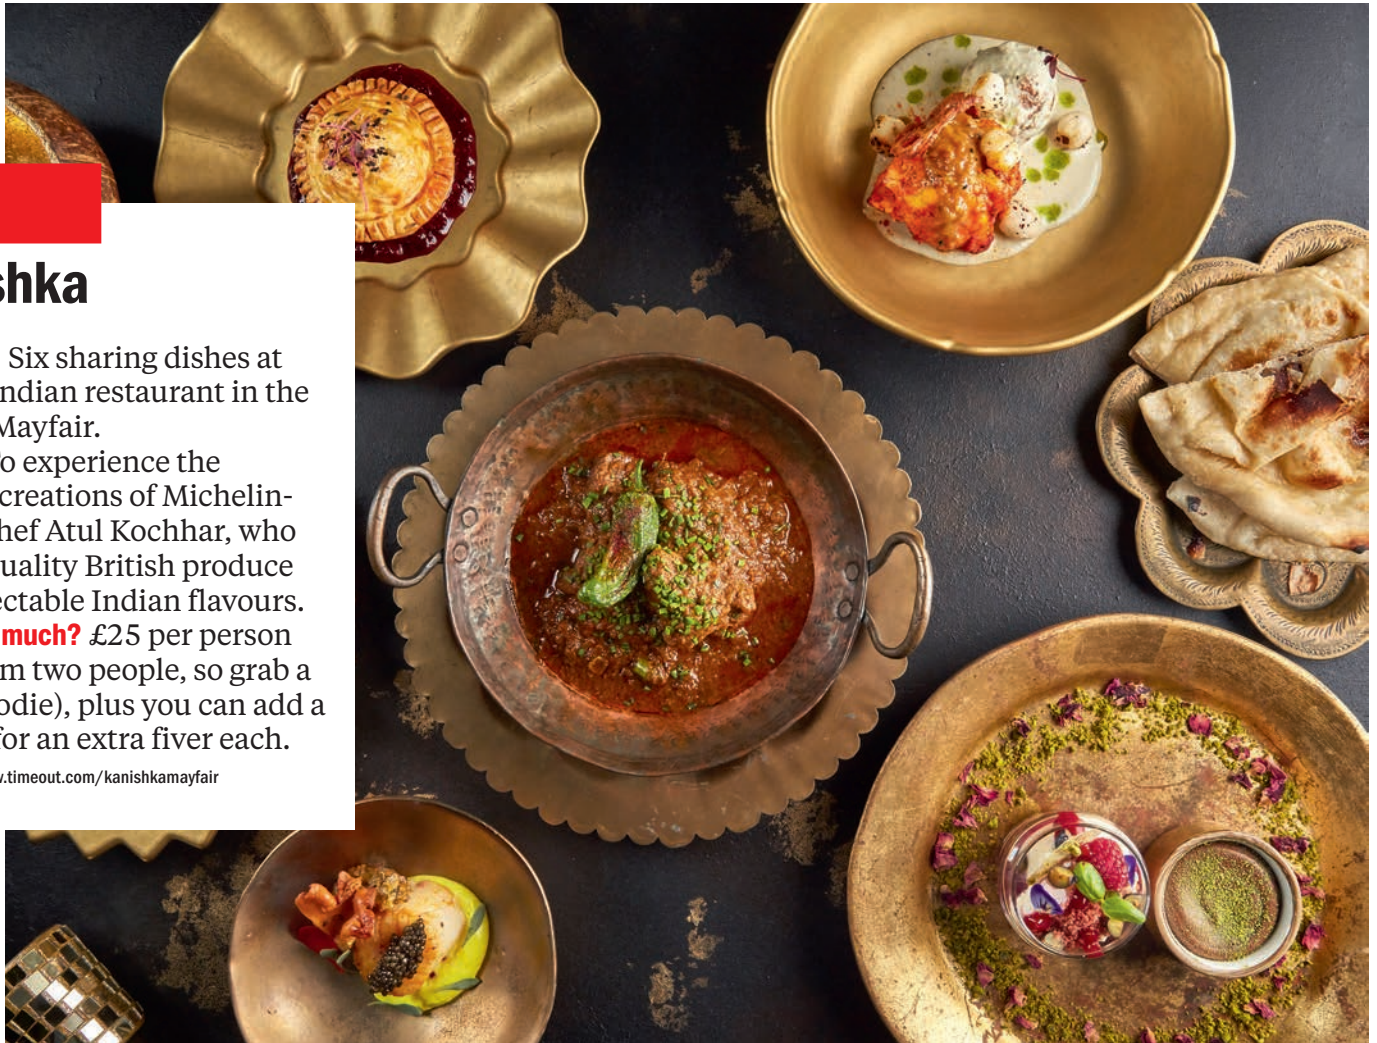 shka
Six sharing dishes at
ndian restaurant in the
Mayfair.
o experience the
creations of Michelin-
hef Atul Kochhar, who
uality British produce
ectable Indian flavours.
much? £25 per person
m two people, so grab a
odie), plus you can add a
for an extra fiver each.
.timeout.com/kanishkamayfair